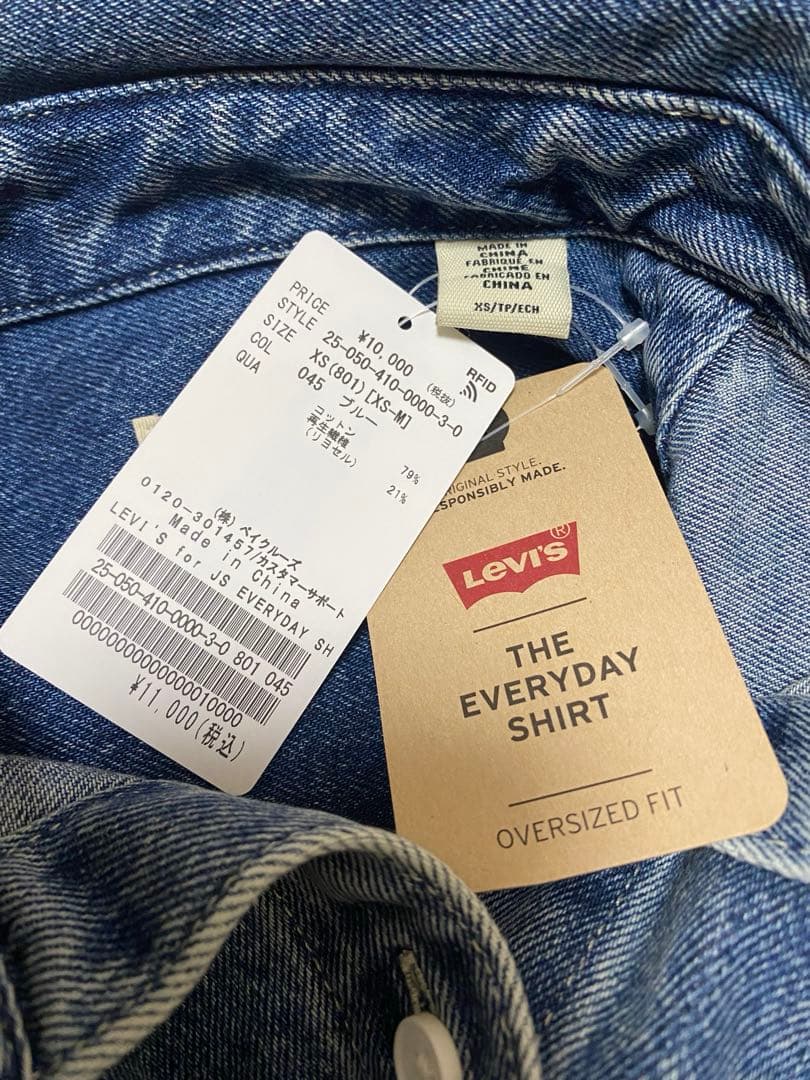 MADE IN
CHINA
FABRIQUE EN
CHINE
FABRICADO EN
CHINA
XS/TP/ECH
PRICE ¥10,000 (税抜)
STYLE 25-050-410-0000-3-0
SIZE XS(801)[XS-M]
COL 045 ブルー
QUA コットン 79%
再生繊維
(リヨセル) 21%
RFID
(株) ベイクルーズ
0120-301457/カスタマーサポート
Made in China
LEVI'S for JS EVERYDAY SH
25-050-410-0000-3-0 801 045
0000000000000010000
¥11,000(税込)
ORIGINAL STYLE.
RESPONSIBLY MADE.
Levi's®
THE
EVERYDAY
SHIRT
OVERSIZED FIT